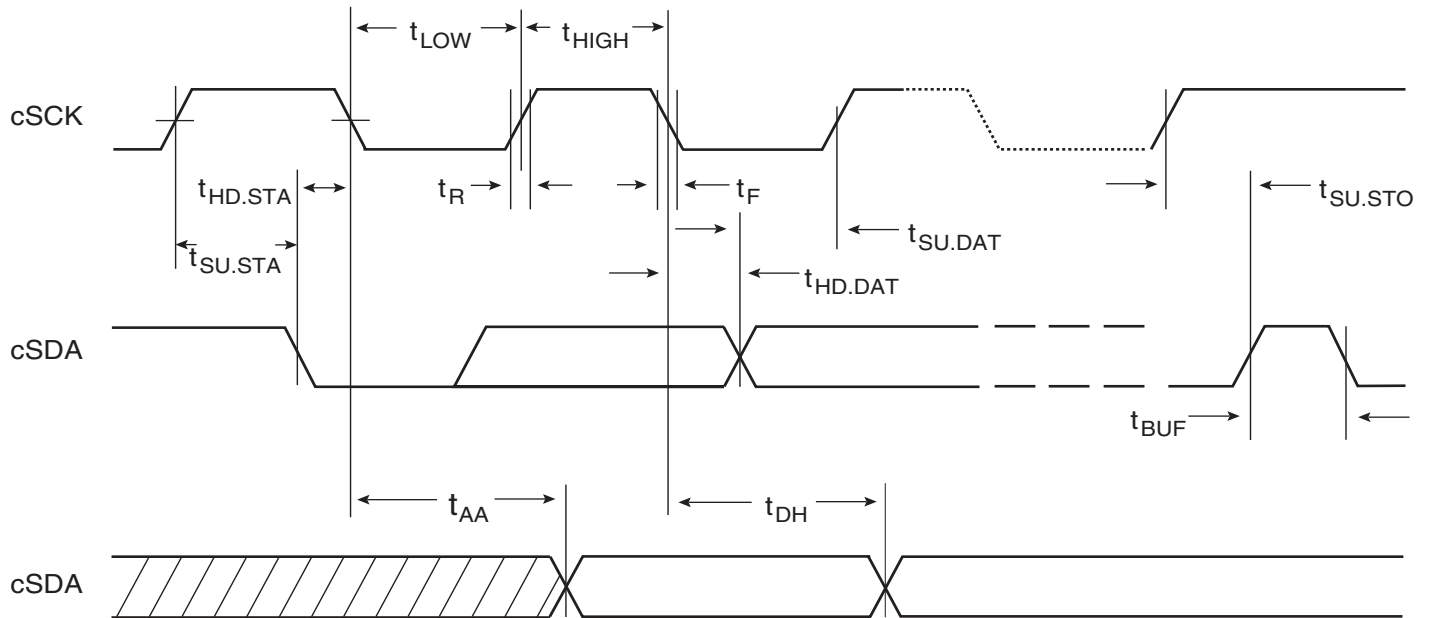 tLOW
tHIGH
cSCK
tHD.STA
tR
tF
tSU.STO
tSU.DAT
tSU.STA
tHD.DAT
cSDA
tBUF
tAA
tDH
cSDA